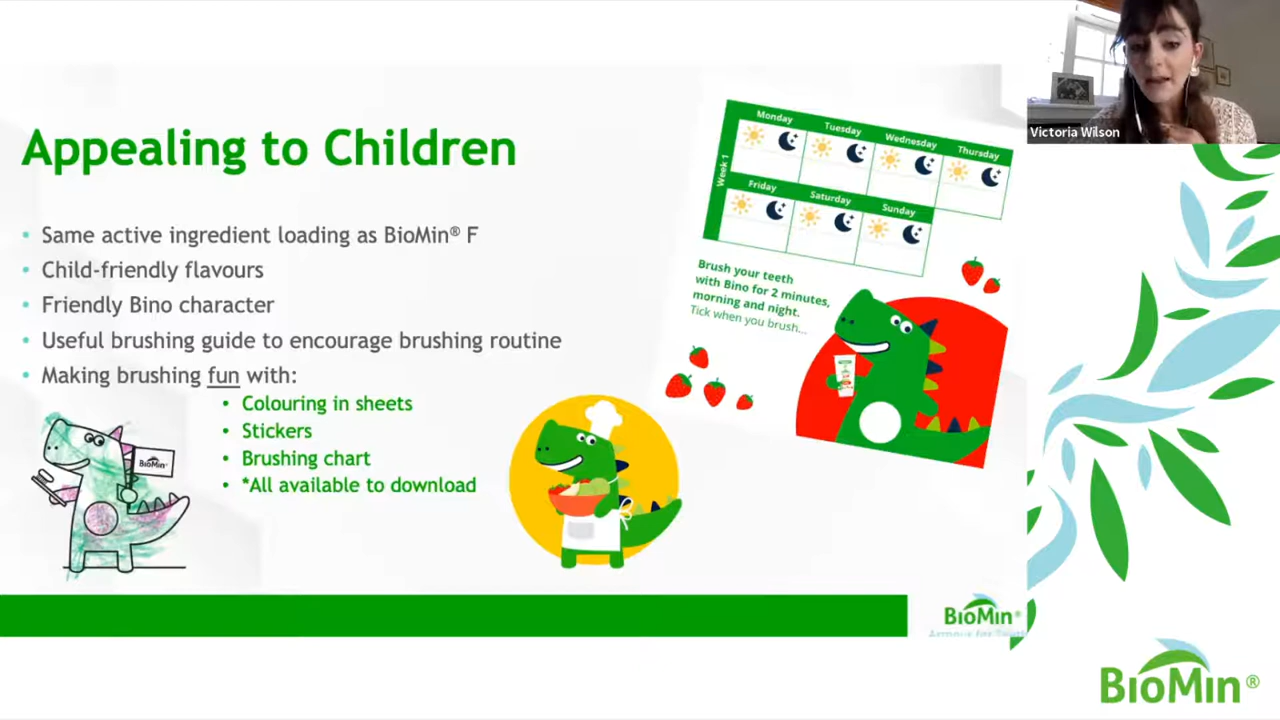 Victoria Wilson
Appealing to Children
• Same active ingredient loading as BioMin® F
• Child-friendly flavours
• Friendly Bino character
• Useful brushing guide to encourage brushing routine
• Making brushing fun with:
• Colouring in sheets
• Stickers
• Brushing chart
• *All available to download
BioMin
Week 1
Monday
Tuesday
Wednesday
Thursday
Friday
Saturday
Sunday
Brush your teeth
with Bino for 2 minutes,
morning and night.
Tick when you brush...
BioMin®
BioMin®